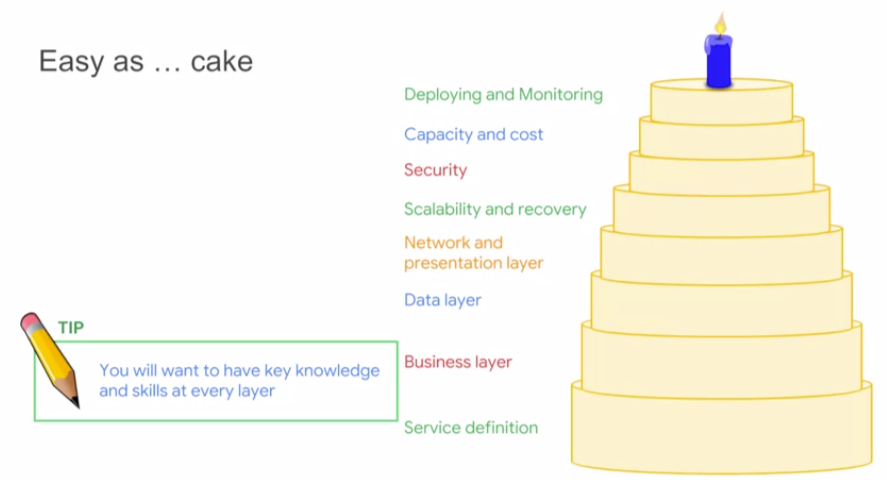 Easy as … cake
Deploying and Monitoring
Capacity and cost
Security
Scalability and recovery
Network and
presentation layer
Data layer
Business layer
Service definition
TIP
You will want to have key knowledge
and skills at every layer